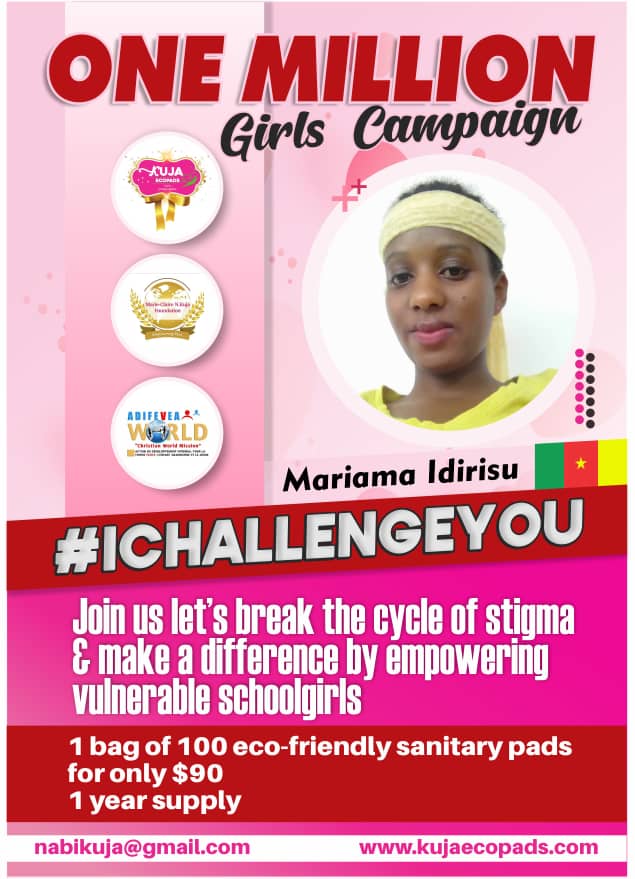 ONE MILLION
Girls Campaign
KUJA
ECOPADS
Marie-Claire N.Kuja
Foundation
ADIFEVEA
WORLD
"Christian World Mission"
Mariama Idirisu
#ICHALLENGEYOU
Join us let's break the cycle of stigma
& make a difference by empowering
vulnerable schoolgirls
1 bag of 100 eco-friendly sanitary pads
for only $90
1 year supply
nabikuja@gmail.com
www.kujaecopads.com